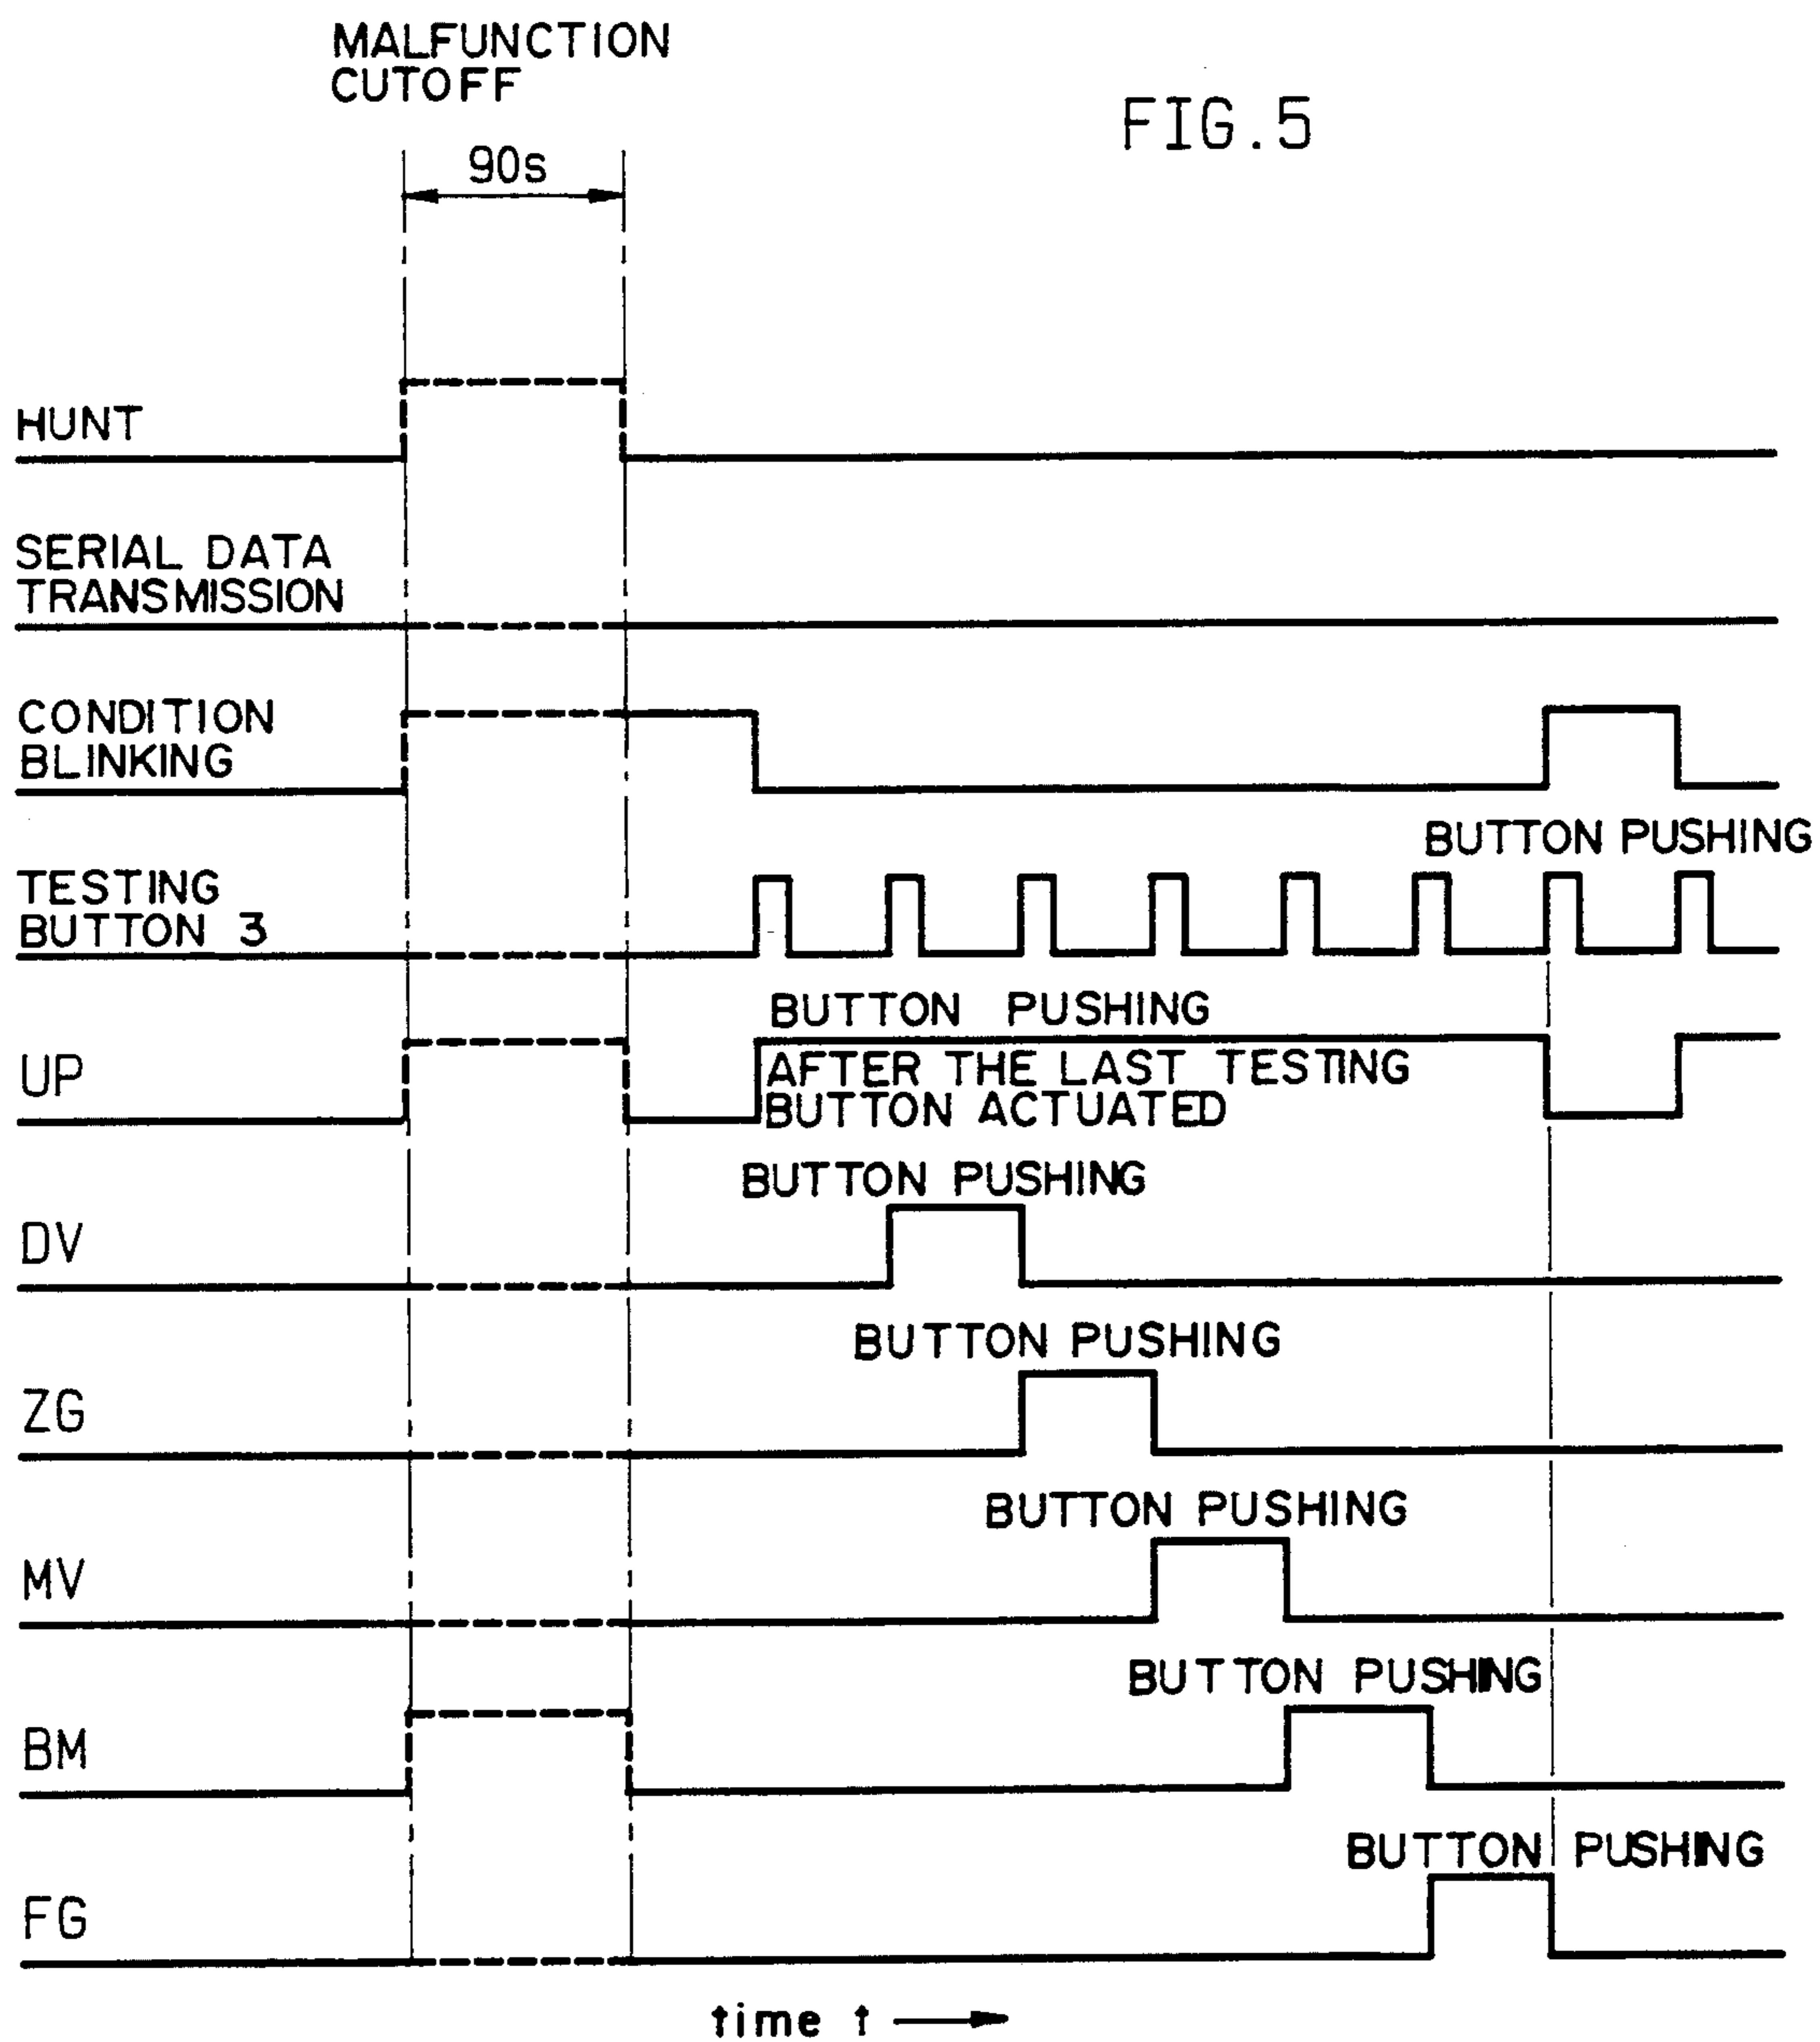 MALFUNCTION
CUTOFF
FIG.5
90s
HUNT
SERIAL DATA
TRANSMISSION
CONDITION
BLINKING
BUTTON PUSHING
TESTING
BUTTON 3
BUTTON PUSHING
UP
AFTER THE LAST TESTING
BUTTON ACTUATED
BUTTON PUSHING
DV
BUTTON PUSHING
ZG
BUTTON PUSHING
MV
BUTTON PUSHING
BM
BUTTON PUSHING
FG
time t